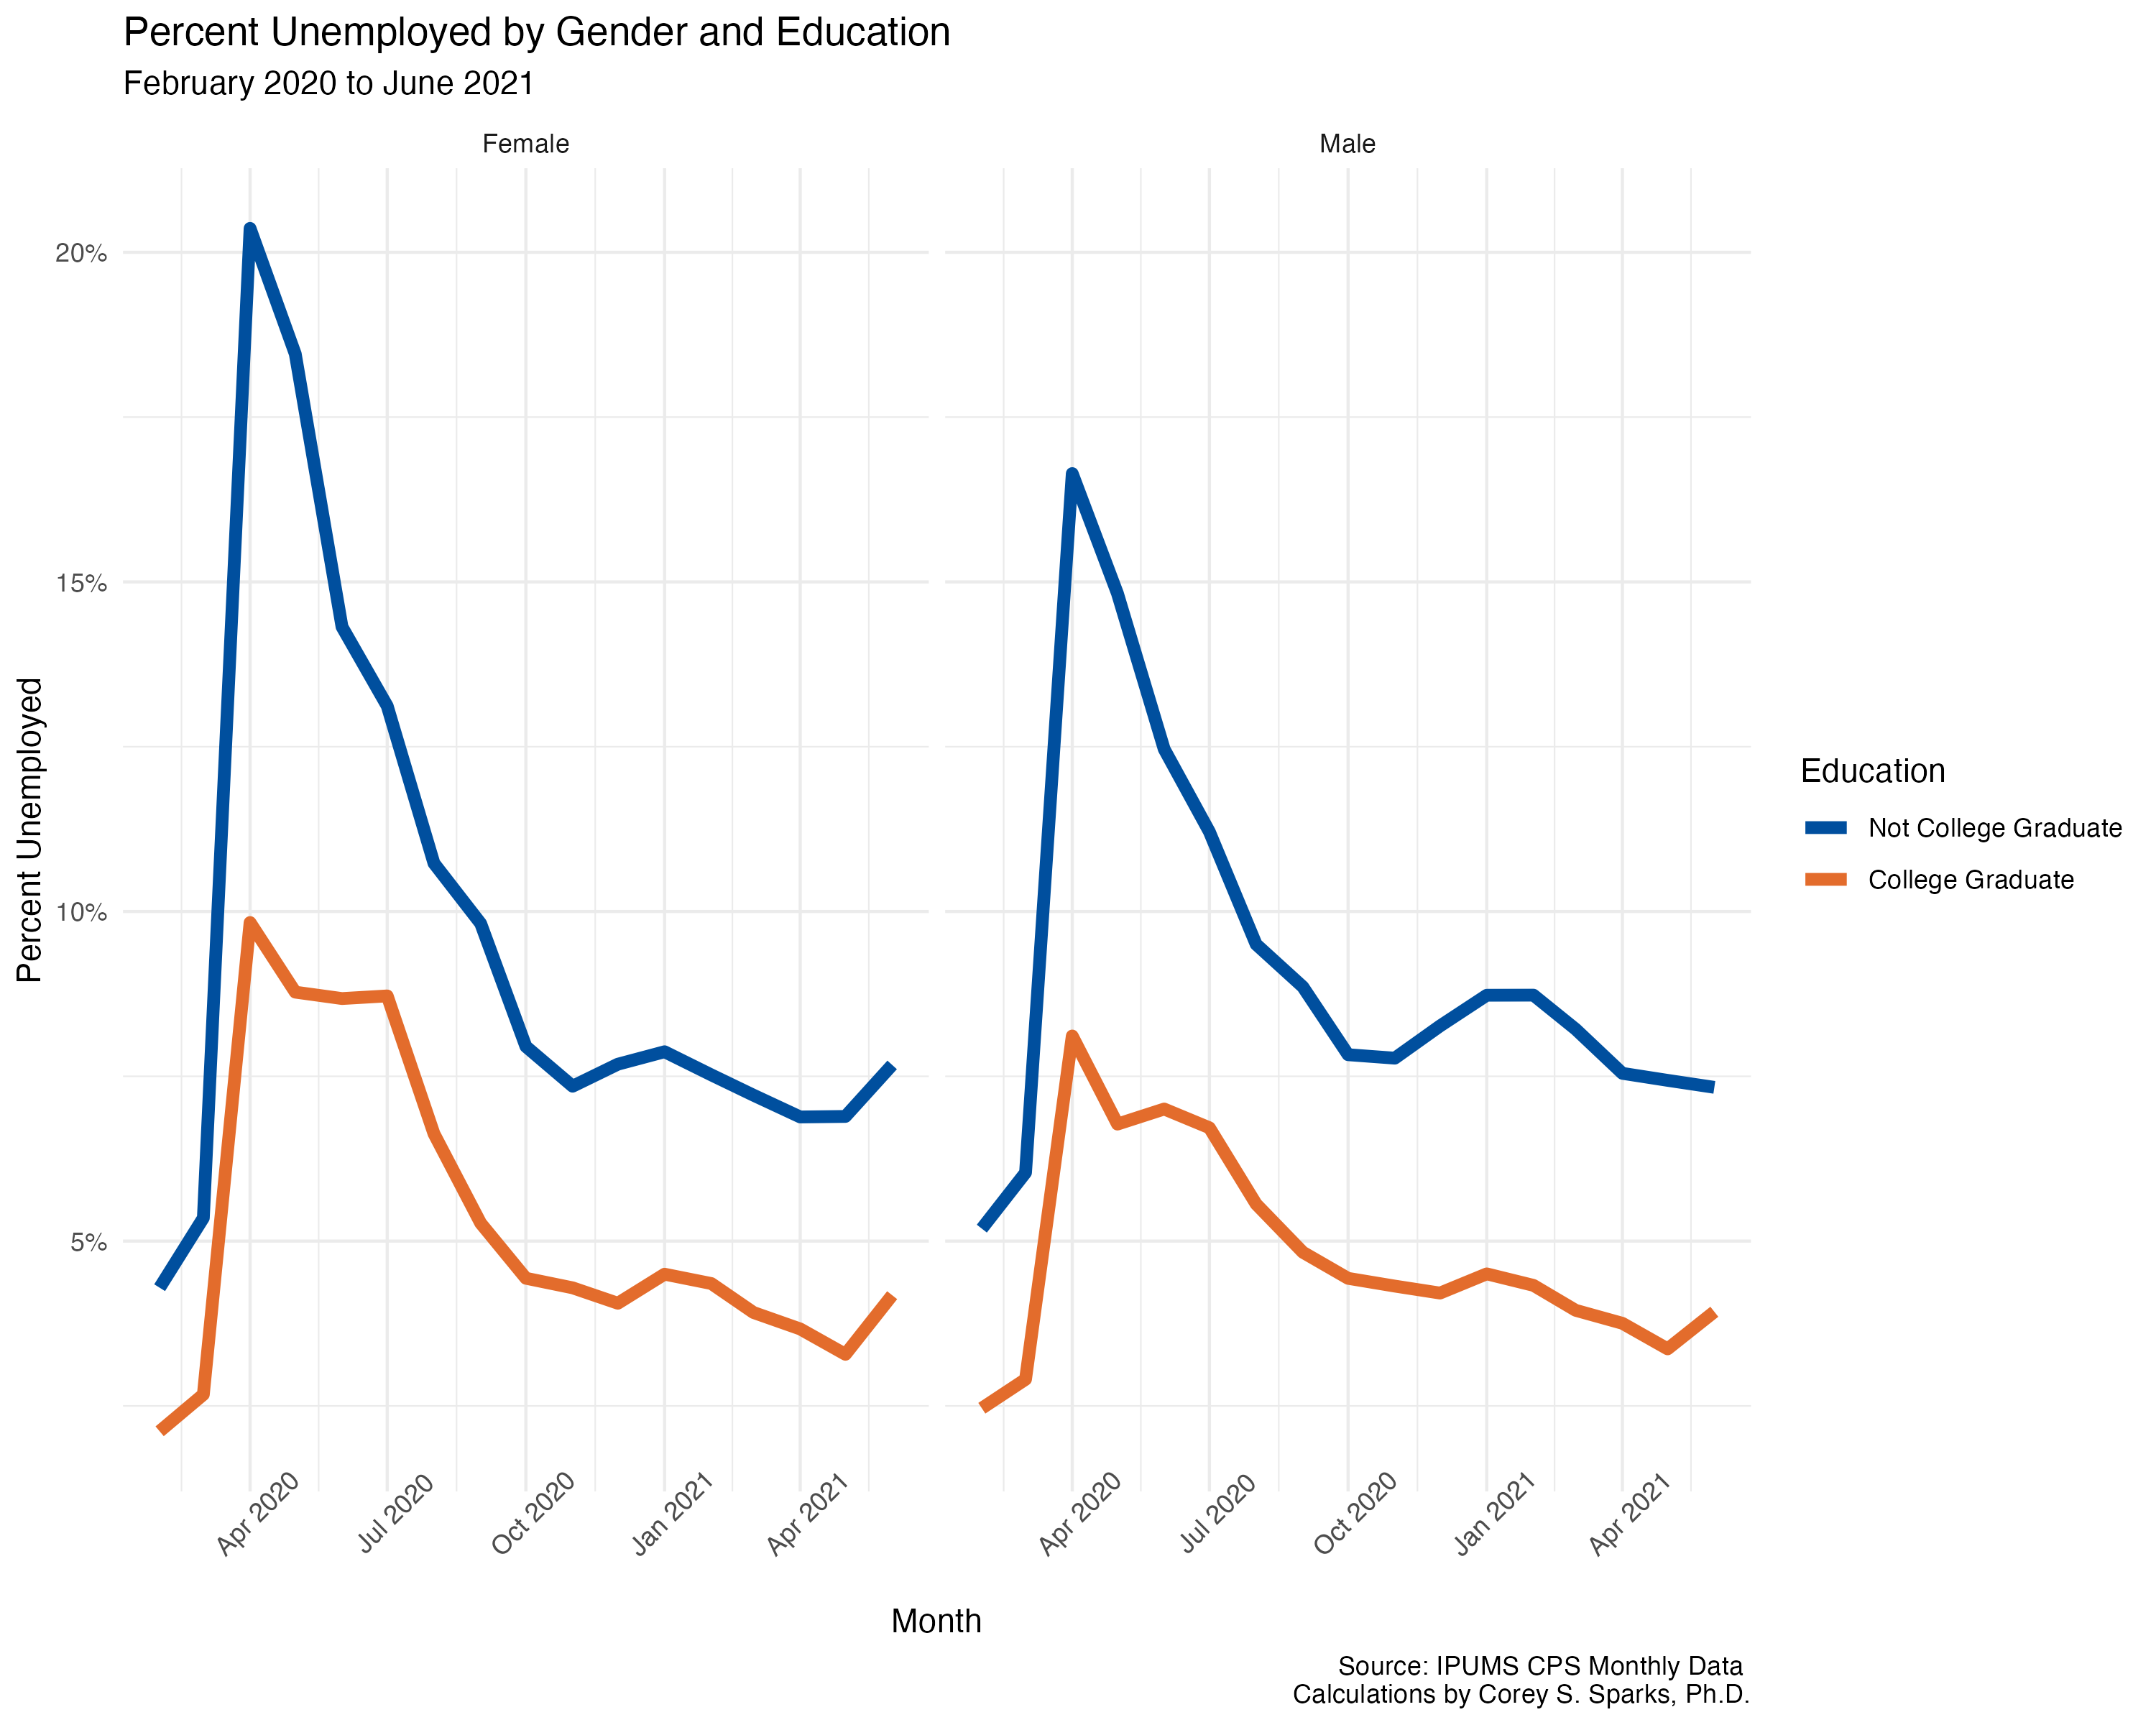 Percent Unemployed by Gender and Education
February 2020 to June 2021
Female
Male
20%
15%
10%
5%
Percent Unemployed
Apr 2020
Jul 2020
Oct 2020
Jan 2021
Apr 2021
Apr 2020
Jul 2020
Oct 2020
Jan 2021
Apr 2021
Month
Education
Not College Graduate
College Graduate
Source: IPUMS CPS Monthly Data
Calculations by Corey S. Sparks, Ph.D.